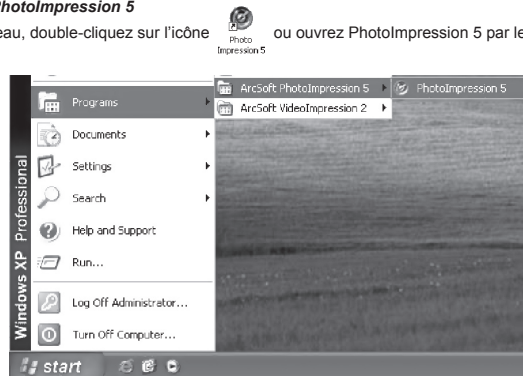 PhotoImpression 5
eau, double-cliquez sur l'icône
Photo
Impression 5
ou ouvrez PhotoImpression 5 par le
Programs
ArcSoft PhotoImpression 5
PhotoImpression 5
ArcSoft VideoImpression 2
Documents
Settings
Search
Help and Support
Run...
Log Off Administrator...
Turn Off Computer...
Windows XP Professional
start